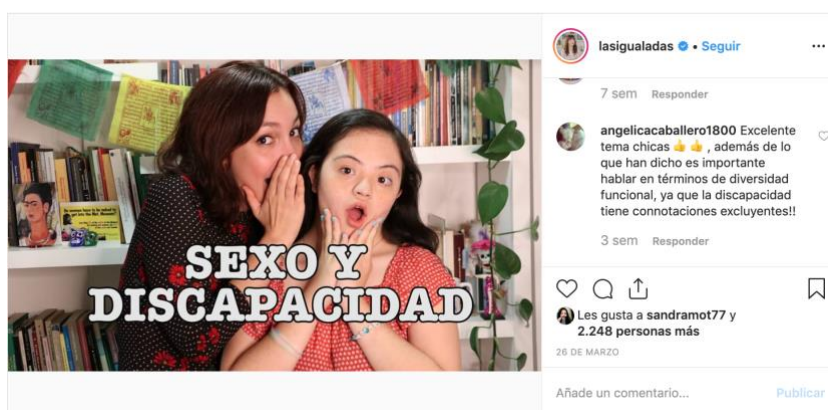 SEXO Y
DISCAPACIDAD
lasigualadas • Seguir
7 sem Responder
angelicacaballero1800 Excelente
tema chicas 👍👍 , además de lo
que han dicho es importante
hablar en términos de diversidad
funcional, ya que la discapacidad
tiene connotaciones excluyentes!!
3 sem Responder
Les gusta a sandramot77 y
2.248 personas más
26 DE MARZO
Añade un comentario... Publicar